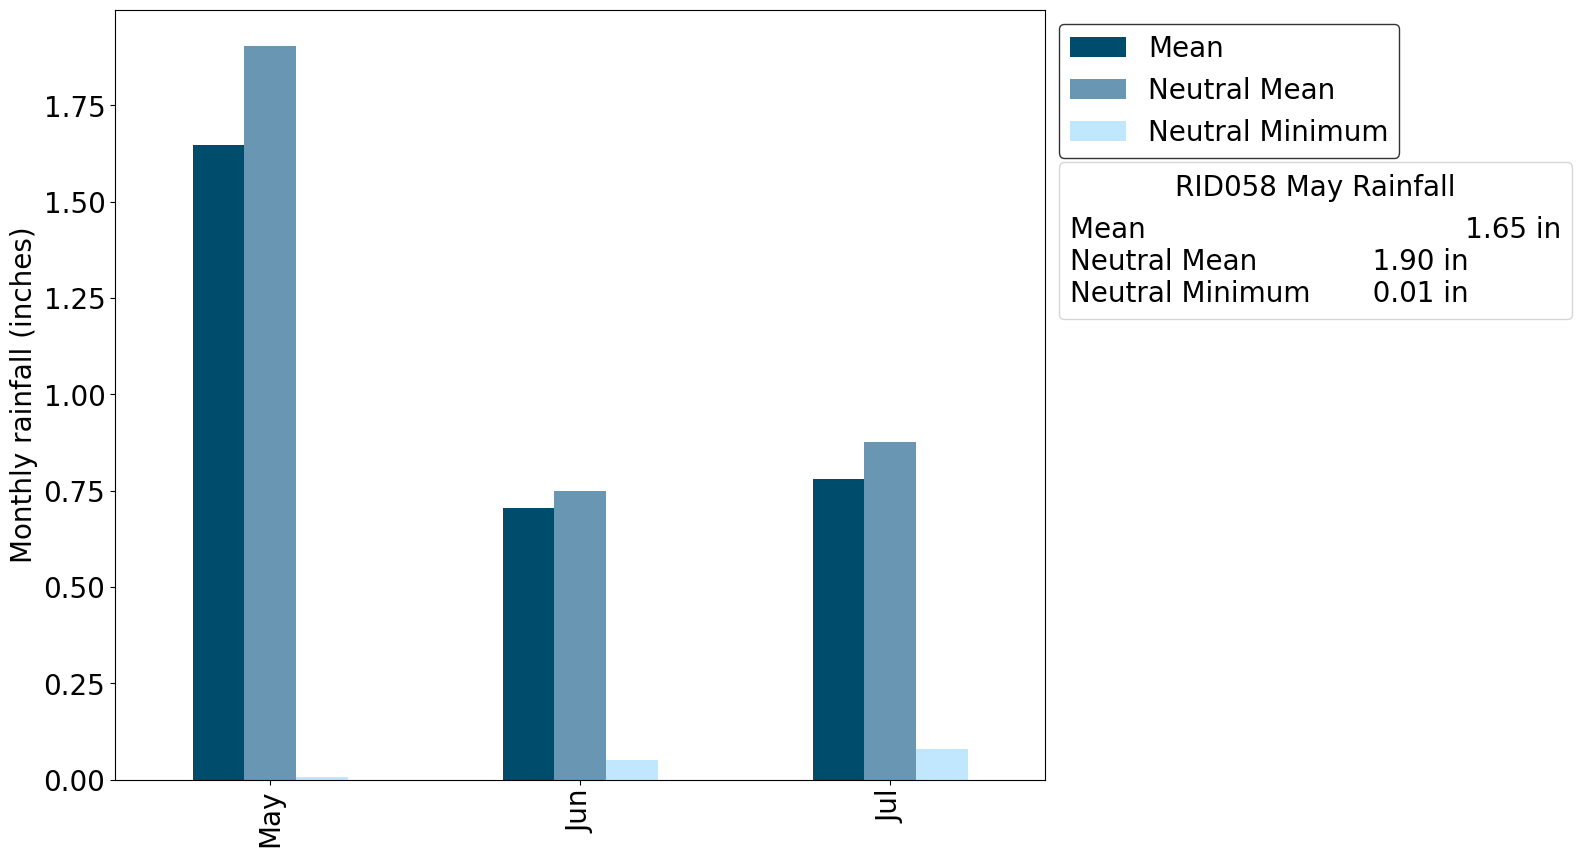 Monthly rainfall (inches)
1.75
1.50
1.25
1.00
0.75
0.50
0.25
0.00
May
Jun
Jul
Mean
Neutral Mean
Neutral Minimum
RID058 May Rainfall
Mean 1.65 in
Neutral Mean 1.90 in
Neutral Minimum 0.01 in